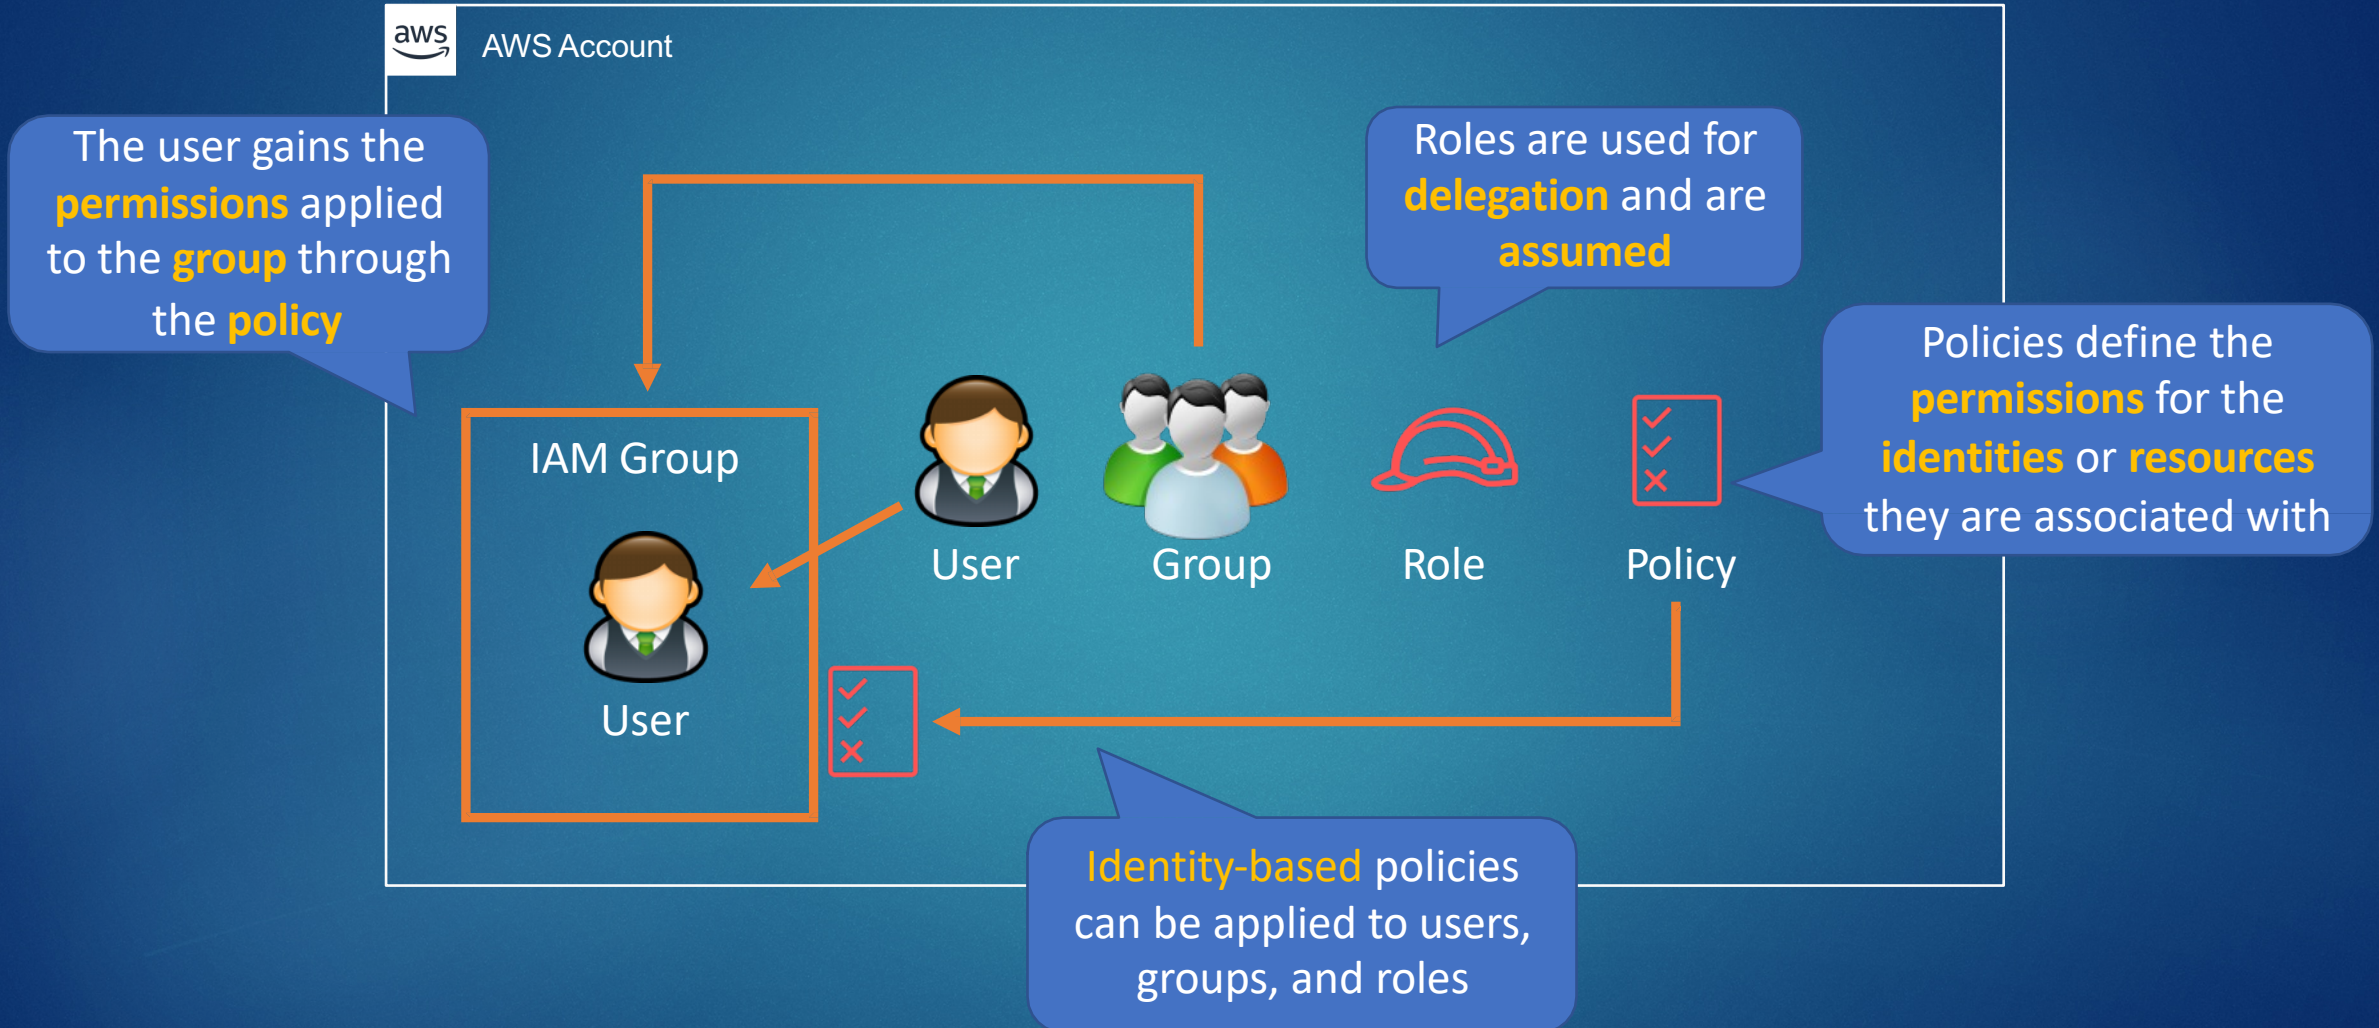 aws
AWS Account
The user gains the
permissions applied
to the group through
the policy
Roles are used for
delegation and are
assumed
Policies define the
permissions for the
identities or resources
they are associated with
IAM Group
User
User
Group
Role
Policy
Identity-based policies
can be applied to users,
groups, and roles